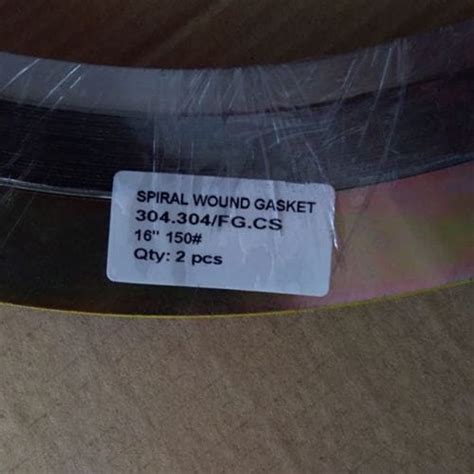 SPIRAL WOUND GASKET
304.304/FG.CS
16" 150#
Qty: 2 pcs